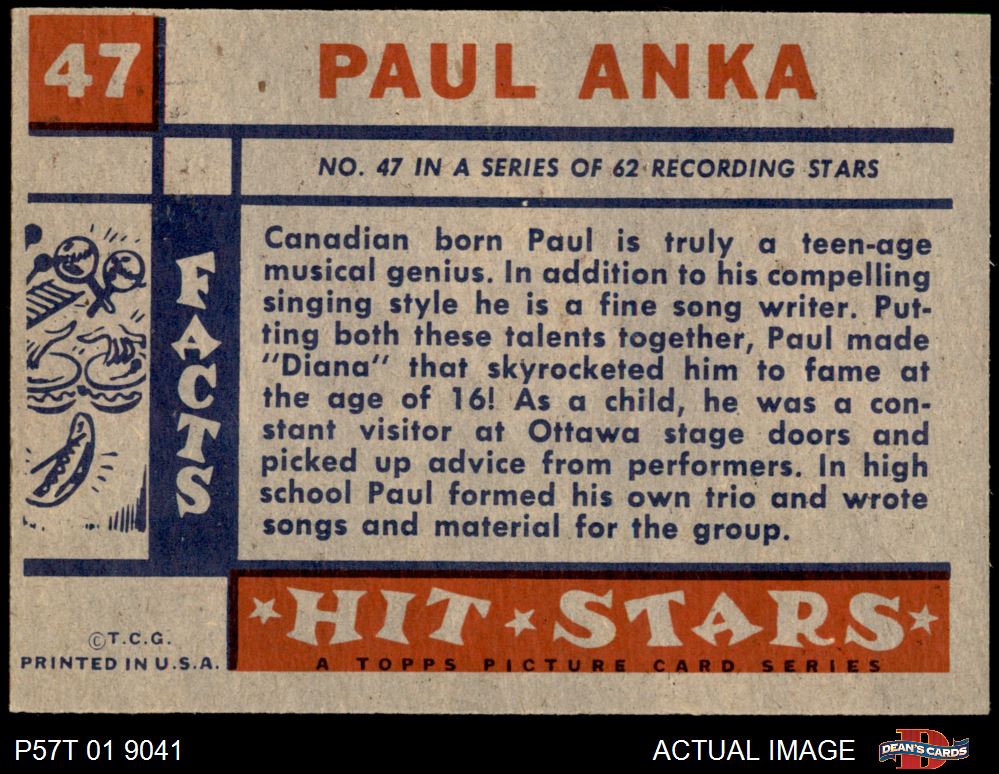 47
PAUL ANKA
NO. 47 IN A SERIES OF 62 RECORDING STARS
FACTS
Canadian born Paul is truly a teen-age
musical genius. In addition to his compelling
singing style he is a fine song writer. Put-
ting both these talents together, Paul made
"Diana" that skyrocketed him to fame at
the age of 16! As a child, he was a con-
stant visitor at Ottawa stage doors and
picked up advice from performers. In high
school Paul formed his own trio and wrote
songs and material for the group.
©T.C.G.
PRINTED IN U.S.A.
HIT STARS
A TOPPS PICTURE CARD SERIES
P57T 01 9041
ACTUAL IMAGE
DEAN'S CARDS